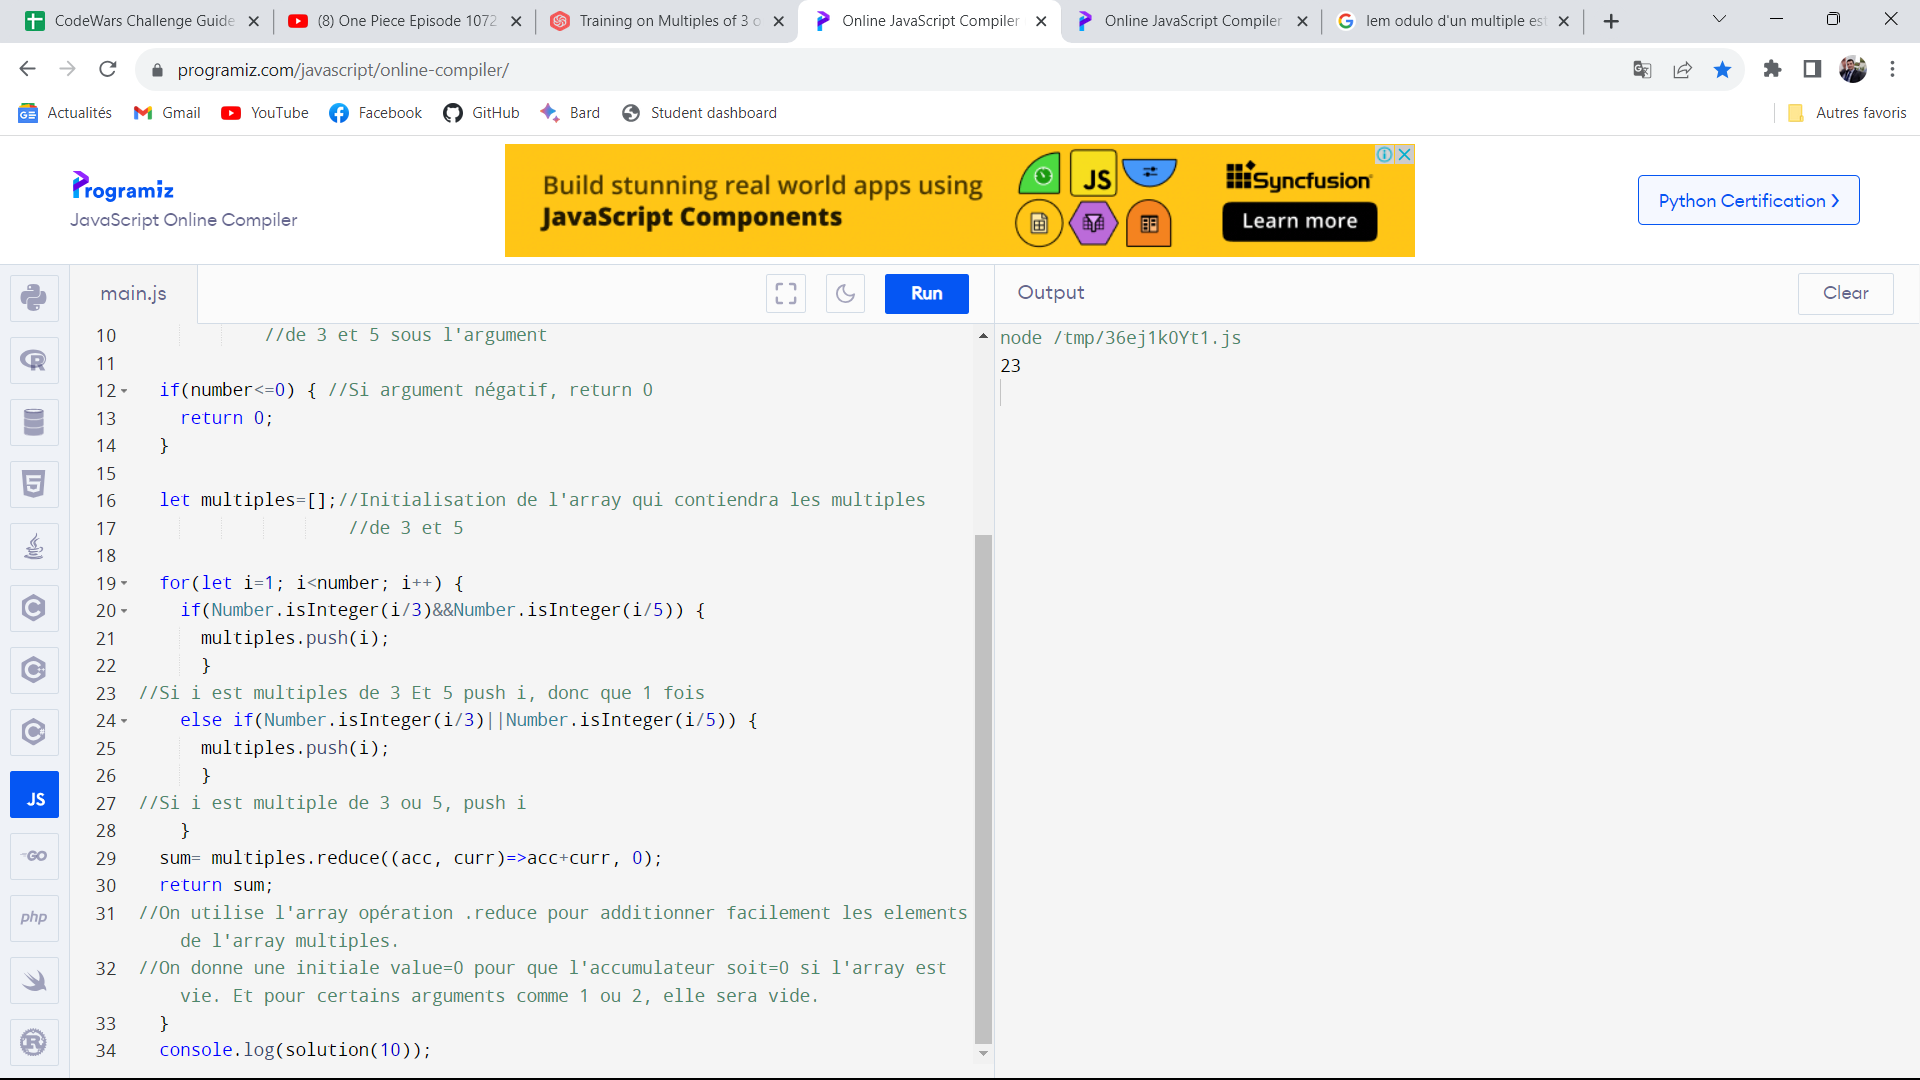 CodeWars Challenge Guide
(8) One Piece Episode 1072
Training on Multiples of 3 o
Online JavaScript Compiler
Online JavaScript Compiler
lem odulo d'un multiple est
programiz.com/javascript/online-compiler/
Actualités
Gmail
YouTube
Facebook
GitHub
Bard
Student dashboard
Autres favoris
Programiz
JavaScript Online Compiler
Build stunning real world apps using
JavaScript Components
JS
Syncfusion
Learn more
Python Certification
main.js
Run
Output
Clear
10 //de 3 et 5 sous l'argument
11
12 if(number<=0) { //Si argument négatif, return 0
13 return 0;
14 }
15
16 let multiples=[];//Initialisation de l'array qui contiendra les multiples
17 //de 3 et 5
18
19 for(let i=1; i<number; i++) {
20 if(Number.isInteger(i/3)&&Number.isInteger(i/5)) {
21 multiples.push(i);
22 }
23 //Si i est multiples de 3 Et 5 push i, donc que 1 fois
24 else if(Number.isInteger(i/3)||Number.isInteger(i/5)) {
25 multiples.push(i);
26 }
27 //Si i est multiple de 3 ou 5, push i
28 }
29 sum= multiples.reduce((acc, curr)=>acc+curr, 0);
30 return sum;
31 //On utilise l'array opération .reduce pour additionner facilement les elements
de l'array multiples.
32 //On donne une initiale value=0 pour que l'accumulateur soit=0 si l'array est
vie. Et pour certains arguments comme 1 ou 2, elle sera vide.
33 }
34 console.log(solution(10));
node /tmp/36ej1kOYt1.js
23
R
5
C
C
C
JS
GO
php
R